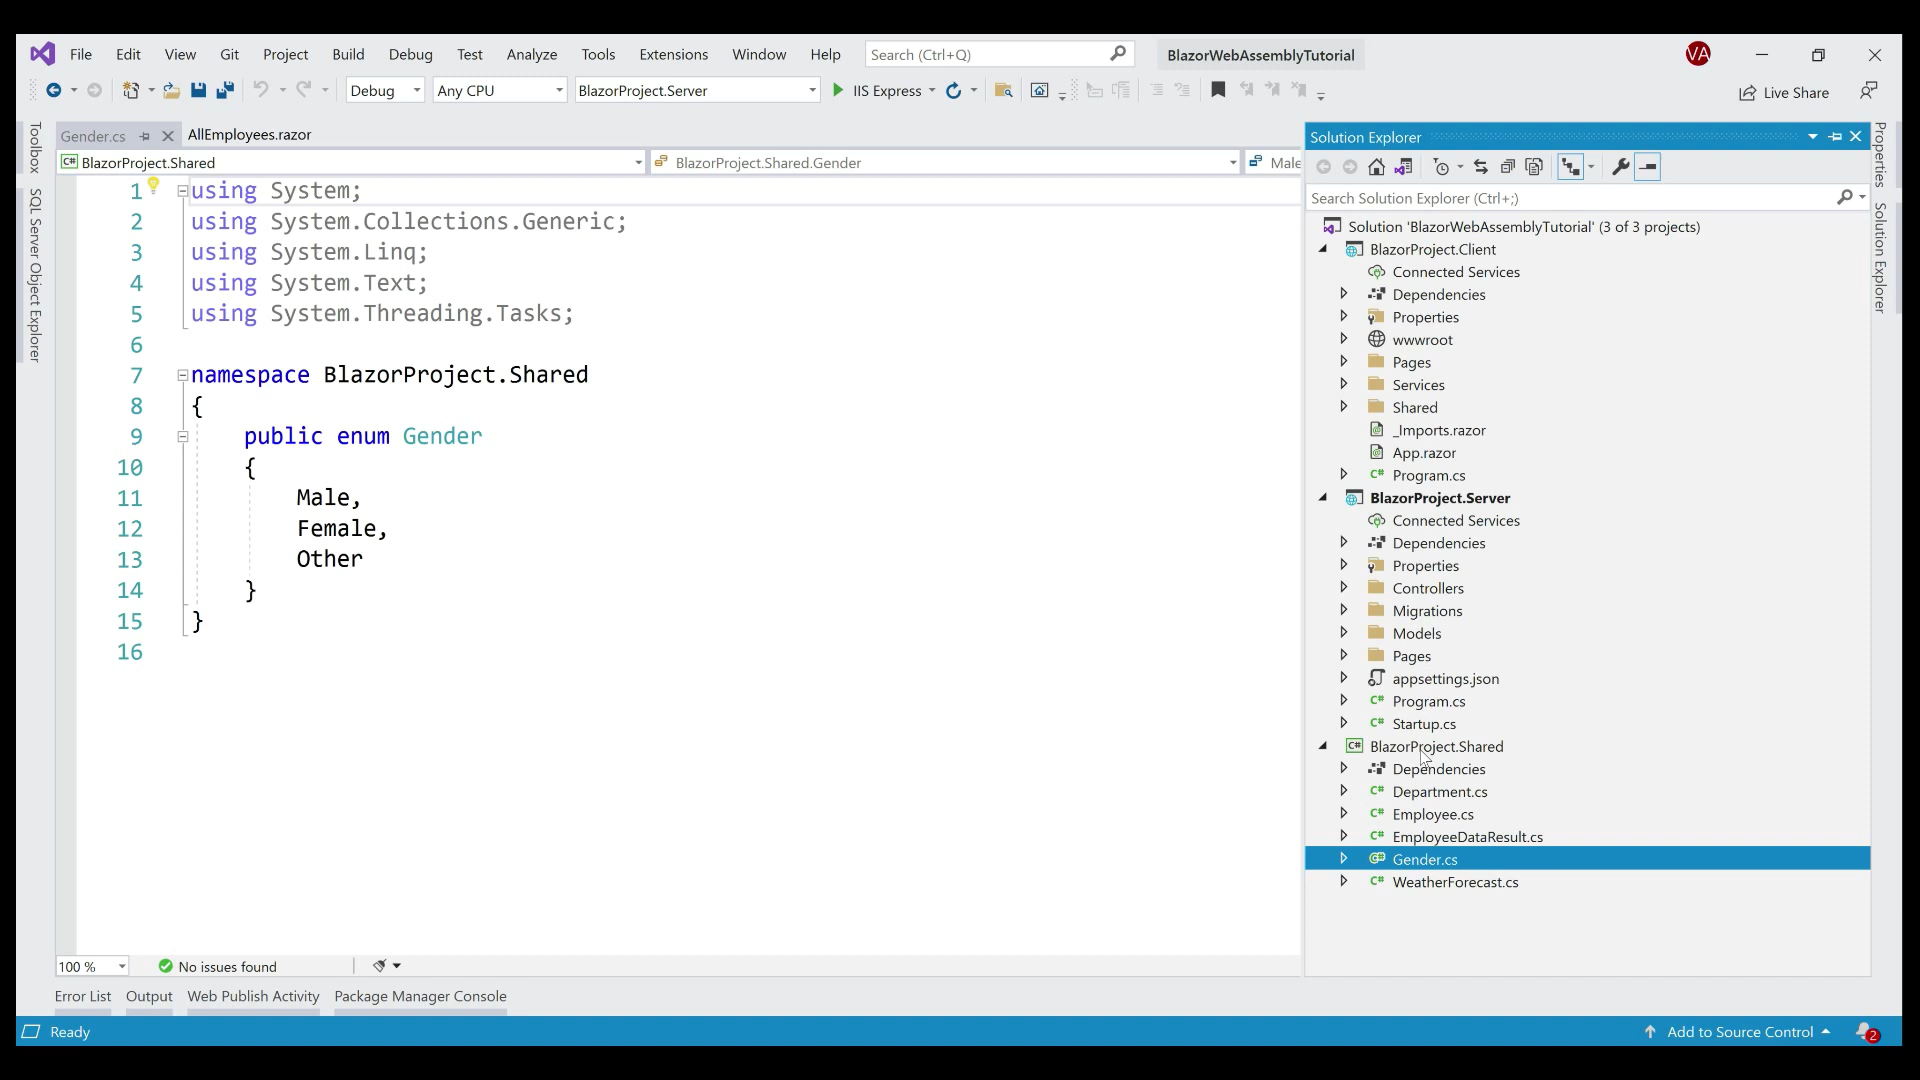 File Edit View Git Project Build Debug Test Analyze Tools Extensions Window Help Search (Ctrl+Q) BlazorWebAssemblyTutorial VA
Debug Any CPU BlazorProject.Server IIS Express Live Share
Toolbox
SQL Server Object Explorer
Gender.cs AllEmployees.razor
BlazorProject.Shared BlazorProject.Shared.Gender Male
1 using System;
2 using System.Collections.Generic;
3 using System.Linq;
4 using System.Text;
5 using System.Threading.Tasks;
6
7 namespace BlazorProject.Shared
8 {
9 public enum Gender
10 {
11 Male,
12 Female,
13 Other
14 }
15 }
16
100 % No issues found
Solution Explorer
Search Solution Explorer (Ctrl+;)
Solution 'BlazorWebAssemblyTutorial' (3 of 3 projects)
BlazorProject.Client
Connected Services
Dependencies
Properties
wwwroot
Pages
Services
Shared
_Imports.razor
App.razor
C# Program.cs
BlazorProject.Server
Connected Services
Dependencies
Properties
Controllers
Migrations
Models
Pages
appsettings.json
C# Program.cs
C# Startup.cs
C# BlazorProject.Shared
Dependencies
C# Department.cs
C# Employee.cs
C# EmployeeDataResult.cs
Gender.cs
C# WeatherForecast.cs
Properties
Solution Explorer
Error List Output Web Publish Activity Package Manager Console
Ready Add to Source Control 2